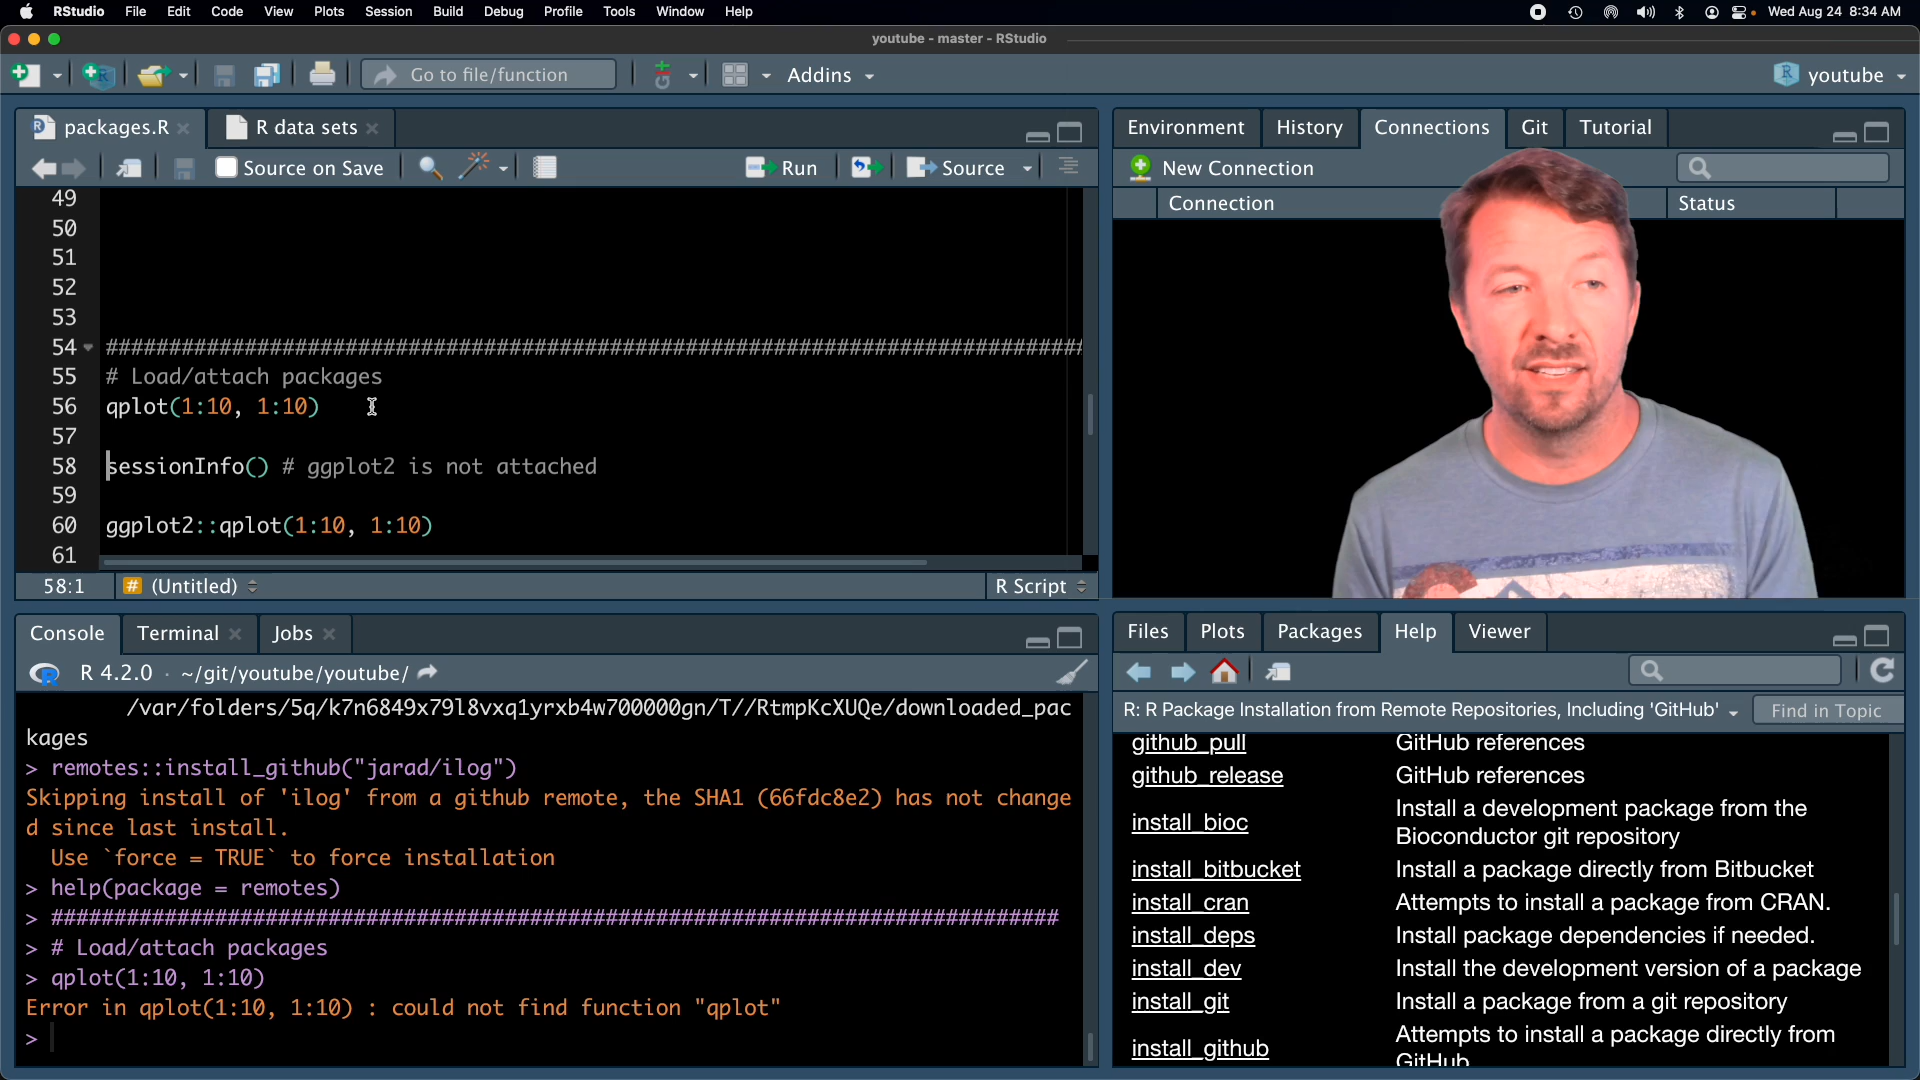 RStudio File Edit Code View Plots Session Build Debug Profile Tools Window Help Wed Aug 24 8:34 AM
youtube - master - RStudio
Go to file/function Addins youtube
packages.R R data sets
Source on Save Run Source
49
50
51
52
53
54 ##############################################################################
55 # Load/attach packages
56 qplot(1:10, 1:10)
57
58 sessionInfo() # ggplot2 is not attached
59
60 ggplot2::qplot(1:10, 1:10)
61
58:1 # (Untitled) R Script
Environment History Connections Git Tutorial
New Connection
Connection Status
Console Terminal Jobs
R 4.2.0 · ~/git/youtube/youtube/
/var/folders/5q/k7n6849x79l8vxq1yrxb4w700000gn/T//RtmpKcXUQe/downloaded_pac
kages
> remotes::install_github("jarad/ilog")
Skipping install of 'ilog' from a github remote, the SHA1 (66fdc8e2) has not change
d since last install.
Use `force = TRUE` to force installation
> help(package = remotes)
> ################################################################################
> # Load/attach packages
> qplot(1:10, 1:10)
Error in qplot(1:10, 1:10) : could not find function "qplot"
>
Files Plots Packages Help Viewer
R: R Package Installation from Remote Repositories, Including 'GitHub' Find in Topic
github_pull GitHub references
github_release GitHub references
install_bioc Install a development package from the
Bioconductor git repository
install_bitbucket Install a package directly from Bitbucket
install_cran Attempts to install a package from CRAN.
install_deps Install package dependencies if needed.
install_dev Install the development version of a package
install_git Install a package from a git repository
install_github Attempts to install a package directly from
GitHub